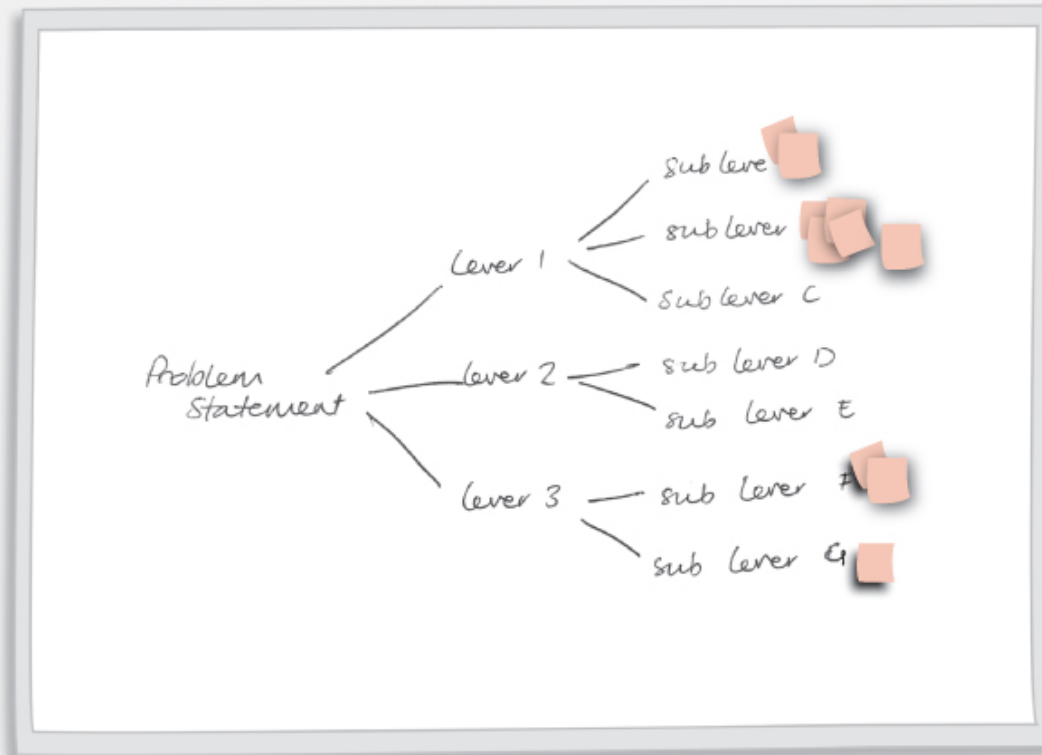 Problem
Statement
Lever 1
Lever 2
Lever 3
sub leve
sub lever
sub lever C
sub lever D
sub lever E
sub lever F
sub lever G